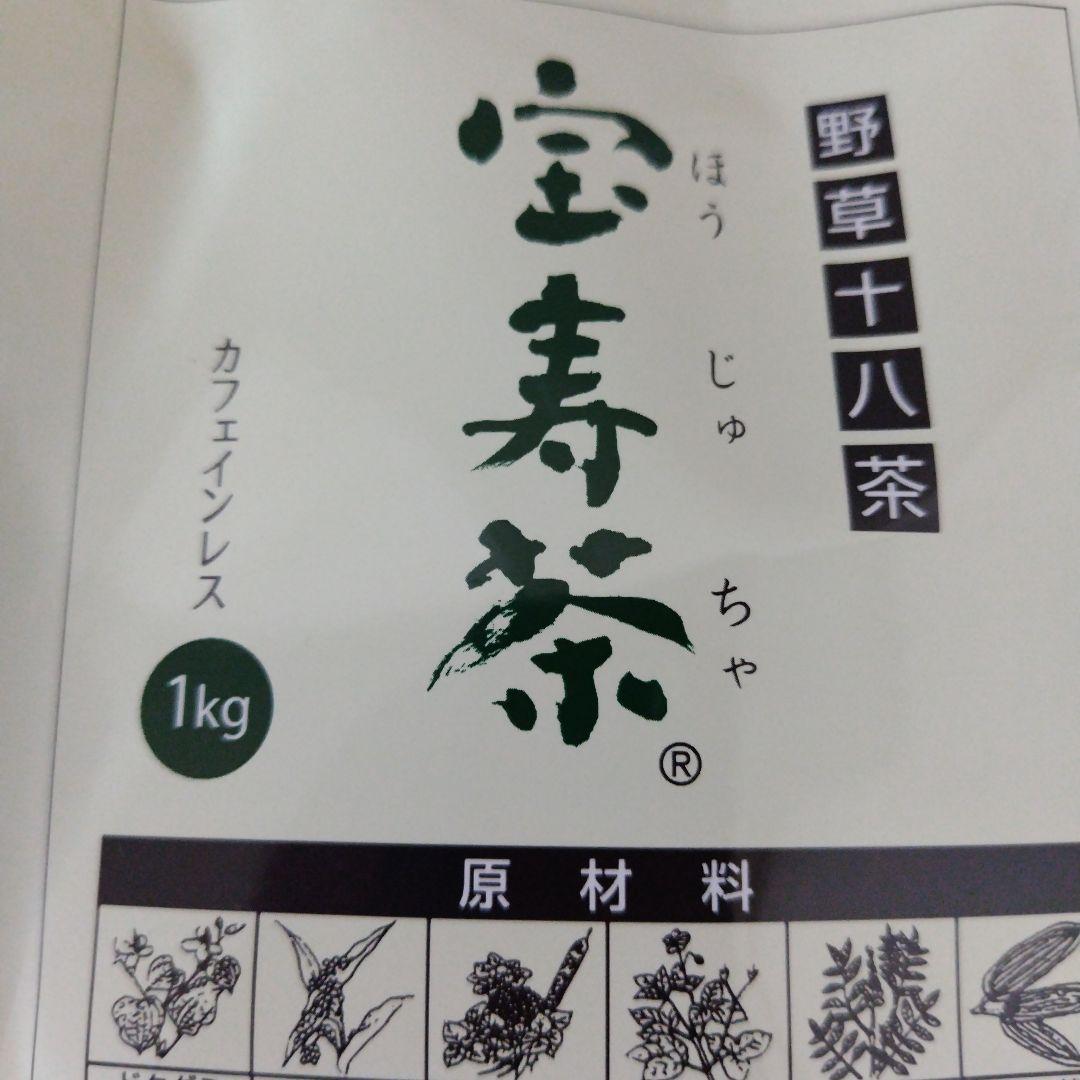 野草十八茶
宝寿茶
ほうじゅちゃ
®
カフェインレス
1kg
原材料